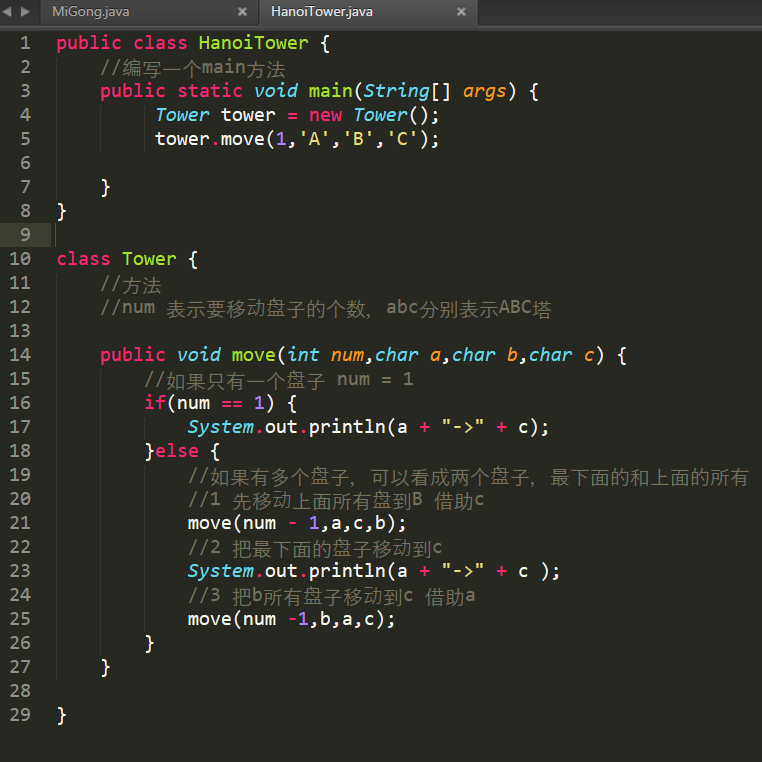 MiGong.java
HanoiTower.java
1 public class HanoiTower {
2 //编写一个main方法
3 public static void main(String[] args) {
4 Tower tower = new Tower();
5 tower.move(1,'A','B','C');
6
7 }
8 }
9
10 class Tower {
11 //方法
12 //num 表示要移动盘子的个数，abc分别表示ABC塔
13
14 public void move(int num,char a,char b,char c) {
15 //如果只有一个盘子 num = 1
16 if(num == 1) {
17 System.out.println(a + "->" + c);
18 }else {
19 //如果有多个盘子，可以看成两个盘子，最下面的和上面的所有
20 //1 先移动上面所有盘到B 借助c
21 move(num - 1,a,c,b);
22 //2 把最下面的盘子移动到c
23 System.out.println(a + "->" + c );
24 //3 把b所有盘子移动到c 借助a
25 move(num -1,b,a,c);
26 }
27 }
28
29 }